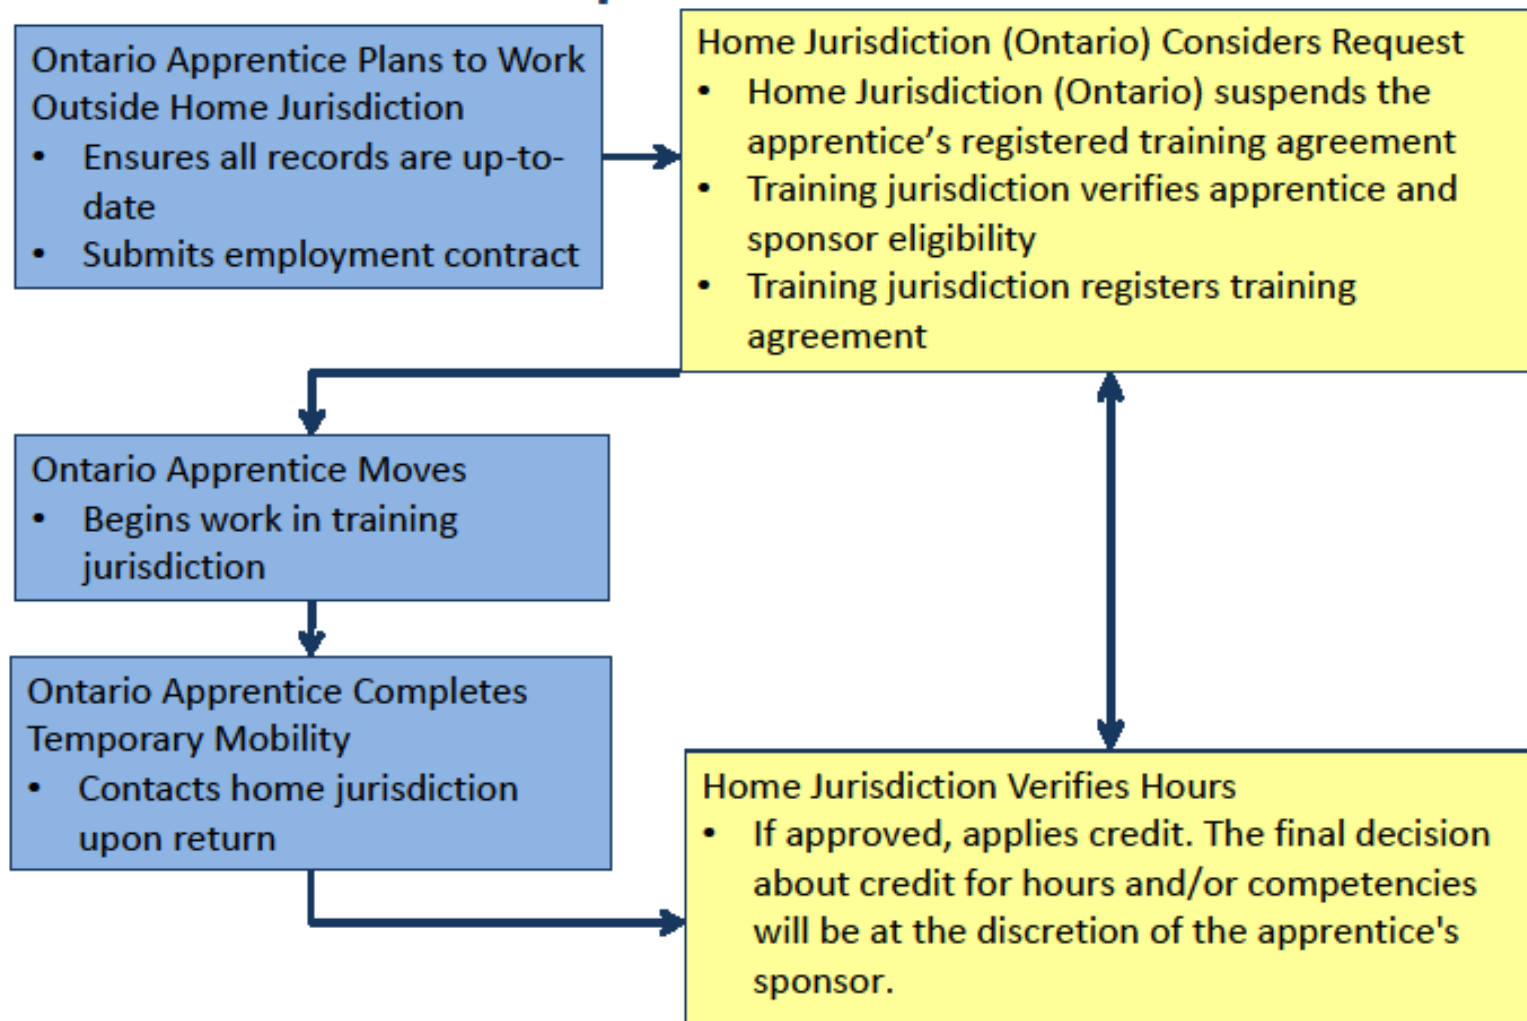 Ontario Apprentice Plans to Work
Outside Home Jurisdiction
• Ensures all records are up-to-
date
• Submits employment contract
Home Jurisdiction (Ontario) Considers Request
• Home Jurisdiction (Ontario) suspends the
apprentice’s registered training agreement
• Training jurisdiction verifies apprentice and
sponsor eligibility
• Training jurisdiction registers training
agreement
Ontario Apprentice Moves
• Begins work in training
jurisdiction
Ontario Apprentice Completes
Temporary Mobility
• Contacts home jurisdiction
upon return
Home Jurisdiction Verifies Hours
• If approved, applies credit. The final decision
about credit for hours and/or competencies
will be at the discretion of the apprentice's
sponsor.